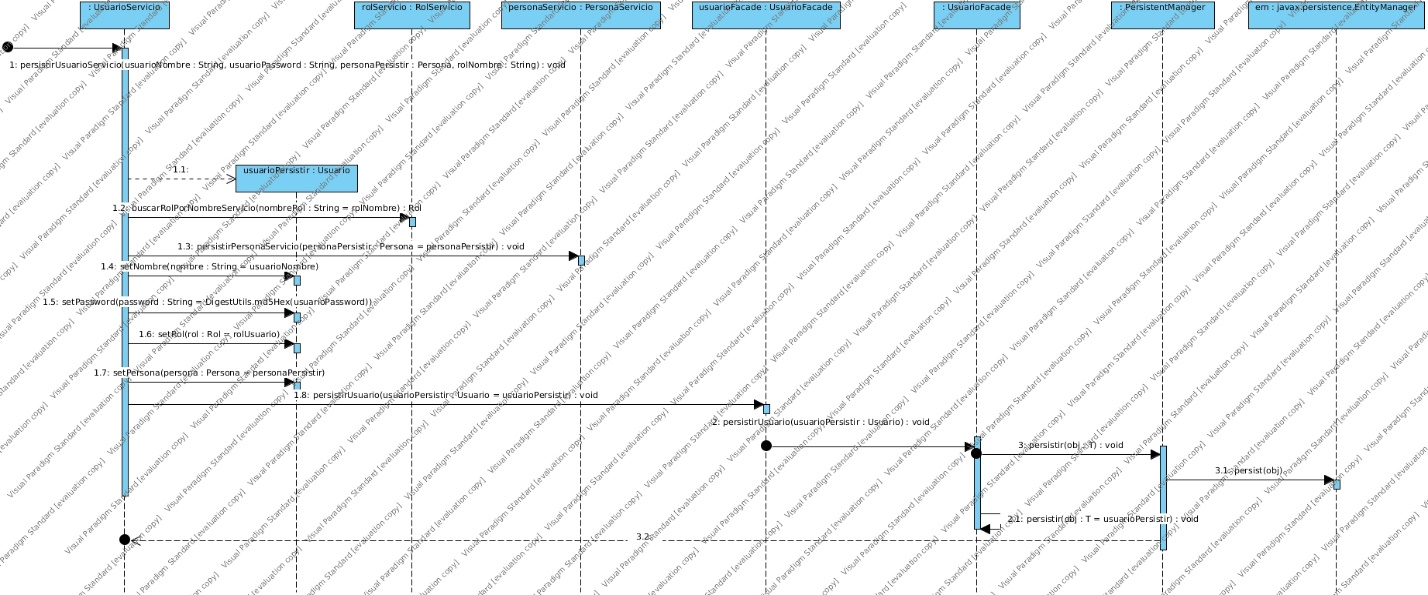 : UsuarioServicio
rolServicio : RolServicio
personaServicio : PersonaServicio
usuarioFacade : UsuarioFacade
: UsuarioFacade
: PersistentManager
em : javax.persistence.EntityManager
1: persistirUsuarioServicio(usuarioNombre : String, usuarioPassword : String, personaPersistir : Persona, rolNombre : String) : void
1.1:
usuarioPersistir : Usuario
1.2: buscarRolPorNombreServicio(nombreRol : String = rolNombre) : Rol
1.3: persistirPersonaServicio(personaPersistir : Persona = personaPersistir) : void
1.4: setNombre(nombre : String = usuarioNombre)
1.5: setPassword(password : String = DigestUtils.md5Hex(usuarioPassword))
1.6: setRol(rol : Rol = rolUsuario)
1.7: setPersona(persona : Persona = personaPersistir)
1.8: persistirUsuario(usuarioPersistir : Usuario = usuarioPersistir) : void
2: persistirUsuario(usuarioPersistir : Usuario) : void
3: persistir(obj : T) : void
3.1: persist(obj)
2.1: persistir(obj : T = usuarioPersistir) : void
3.2:
Visual Paradigm Standard [evaluation copy]